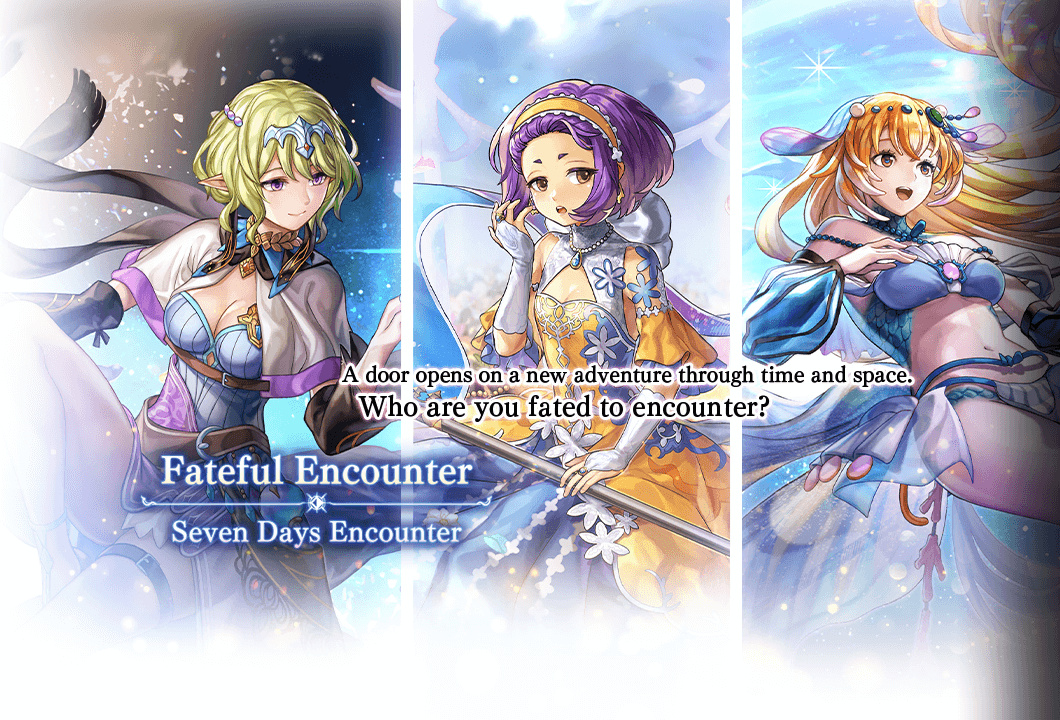 A door opens on a new adventure through time and space.
Who are you fated to encounter?
Fateful Encounter
Seven Days Encounter